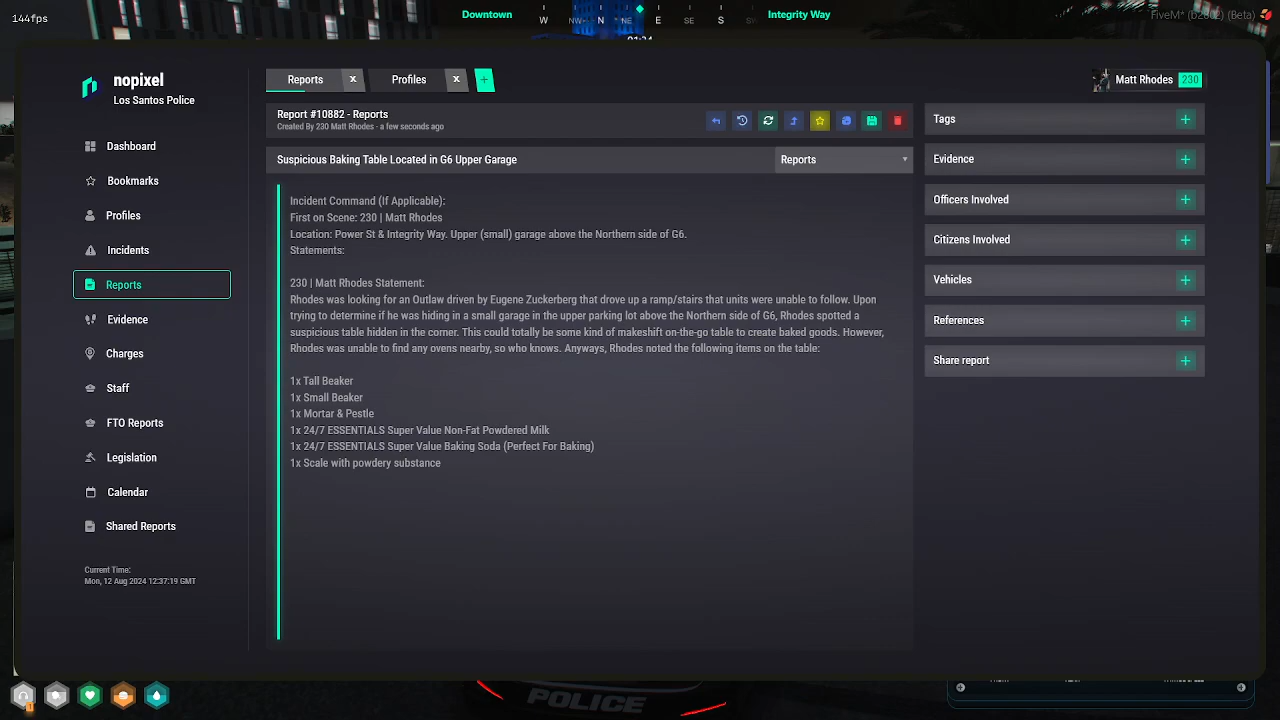 144fps
Downtown
W NW N NE E SE S
Integrity Way
FiveM* (b2802) (Beta)
nopixel
Los Santos Police
Reports x
Profiles x
+
Matt Rhodes 230
Report #10882 - Reports
Created By 230 Matt Rhodes - a few seconds ago
Suspicious Baking Table Located in G6 Upper Garage
Reports
Dashboard
Bookmarks
Profiles
Incidents
Reports
Evidence
Charges
Staff
FTO Reports
Legislation
Calendar
Shared Reports
Current Time:
Mon, 12 Aug 2024 12:37:19 GMT
Incident Command (If Applicable):
First on Scene: 230 | Matt Rhodes
Location: Power St & Integrity Way. Upper (small) garage above the Northern side of G6.
Statements:
230 | Matt Rhodes Statement:
Rhodes was looking for an Outlaw driven by Eugene Zuckerberg that drove up a ramp/stairs that units were unable to follow. Upon
trying to determine if he was hiding in a small garage in the upper parking lot above the Northern side of G6, Rhodes spotted a
suspicious table hidden in the corner. This could totally be some kind of makeshift on-the-go table to create baked goods. However,
Rhodes was unable to find any ovens nearby, so who knows. Anyways, Rhodes noted the following items on the table:
1x Tall Beaker
1x Small Beaker
1x Mortar & Pestle
1x 24/7 ESSENTIALS Super Value Non-Fat Powdered Milk
1x 24/7 ESSENTIALS Super Value Baking Soda (Perfect For Baking)
1x Scale with powdery substance
Tags +
Evidence +
Officers Involved +
Citizens Involved +
Vehicles +
References +
Share report +
POLICE